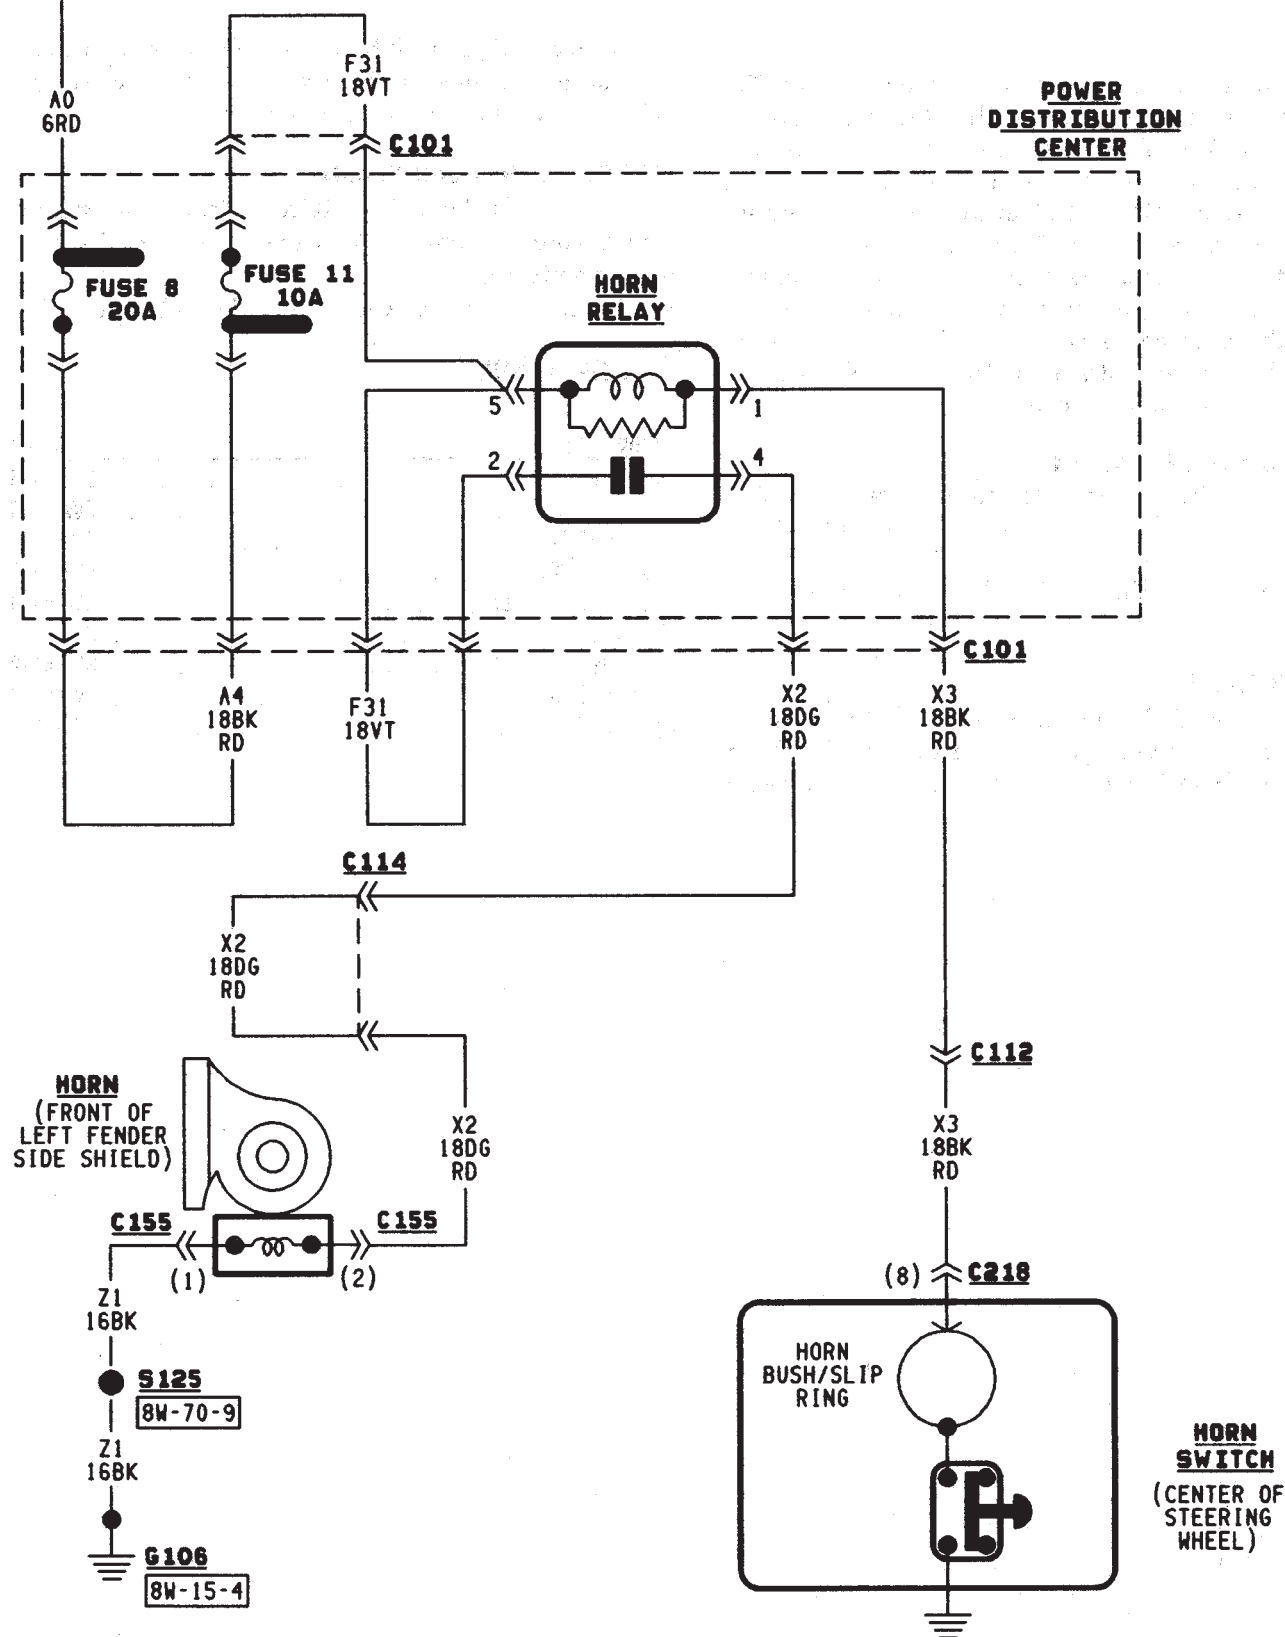 F31
18VT
A0
6RD
C101
POWER
DISTRIBUTION
CENTER
FUSE 8
20A
FUSE 11
10A
HORN
RELAY
5
1
2
4
C101
A4
18BK
RD
F31
18VT
X2
18DG
RD
X3
18BK
RD
C114
X2
18DG
RD
C112
HORN
(FRONT OF
LEFT FENDER
SIDE SHIELD)
X2
18DG
RD
X3
18BK
RD
C155
C155
(1)
(2)
(8)
C218
Z1
16BK
HORN
BUSH/SLIP
RING
S125
8W-70-9
Z1
16BK
HORN
SWITCH
(CENTER OF
STEERING
WHEEL)
G106
8W-15-4